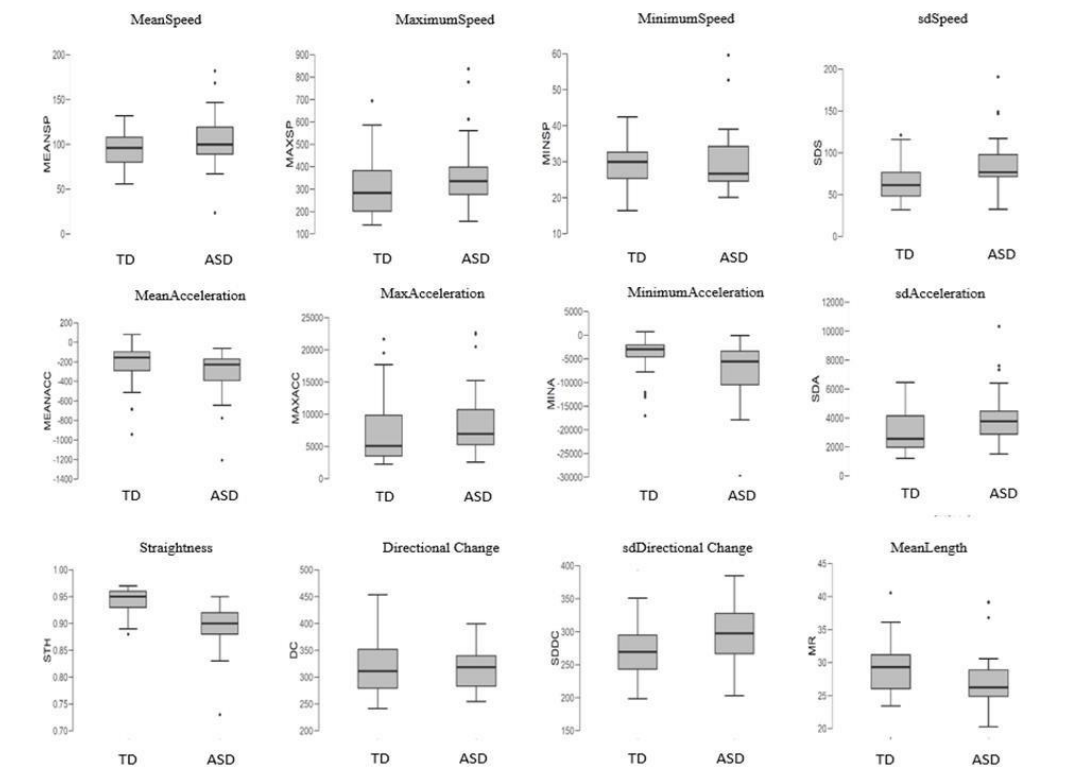 MeanSpeed
MEANSP
200
150
100
50
0
TD ASD
MaximumSpeed
MAXSP
900
800
700
600
500
400
300
200
100
TD ASD
MinimumSpeed
MINSP
60
50
40
30
20
10
TD ASD
sdSpeed
SDS
200
150
100
50
0
TD ASD
MeanAcceleration
MEANACC
200
0
-200
-400
-600
-800
-1000
-1200
-1400
TD ASD
MaxAcceleration
MAXACC
25000
20000
15000
10000
5000
0
TD ASD
MinimumAcceleration
MINA
5000
0
-5000
-10000
-15000
-20000
-25000
-30000
TD ASD
sdAcceleration
SDA
12000
10000
8000
6000
4000
2000
0
TD ASD
Straightness
STH
1.00
0.95
0.90
0.85
0.80
0.75
0.70
TD ASD
Directional Change
DC
500
450
400
350
300
250
200
TD ASD
sdDirectional Change
SDDC
400
350
300
250
200
150
TD ASD
MeanLength
MR
45
40
35
30
25
20
TD ASD